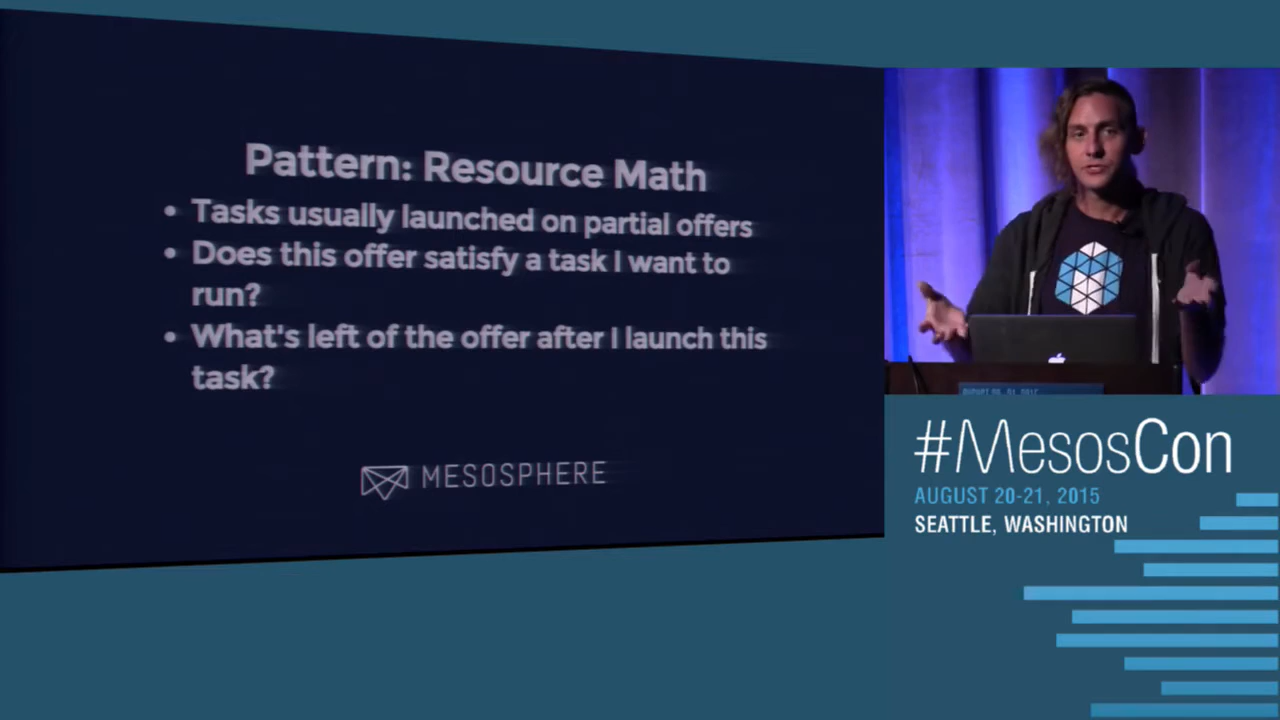 Pattern: Resource Math
• Tasks usually launched on partial offers
• Does this offer satisfy a task I want to
run?
• What's left of the offer after I launch this
task?
MESOSPHERE
#MesosCon
AUGUST 20-21, 2015
SEATTLE, WASHINGTON